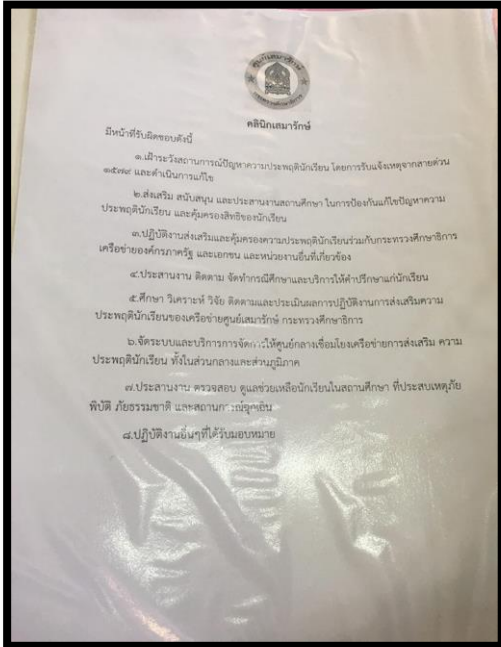 ศูนย์เสมารักษ์
กระทรวงศึกษาธิการ
คลินิกเสมารักษ์
มีหน้าที่รับผิดชอบดังนี้
๑.เฝ้าระวังสถานการณ์ปัญหาความประพฤตินักเรียน โดยการรับแจ้งเหตุจากสายด่วน
๑๕๗๙ และดำเนินการแก้ไข
๒.ส่งเสริม สนับสนุน และประสานงานสถานศึกษา ในการป้องกันแก้ไขปัญหาความ
ประพฤตินักเรียน และคุ้มครองสิทธิของนักเรียน
๓.ปฏิบัติงานส่งเสริมและคุ้มครองความประพฤตินักเรียนร่วมกับกระทรวงศึกษาธิการ
เครือข่ายองค์กรภาครัฐ และเอกชน และหน่วยงานอื่นที่เกี่ยวข้อง
๔.ประสานงาน ติดตาม จัดทำกรณีศึกษาและบริการให้คำปรึกษาแก่นักเรียน
๕.ศึกษา วิเคราะห์ วิจัย ติดตามและประเมินผลการปฏิบัติงานการส่งเสริมความ
ประพฤตินักเรียนของเครือข่ายศูนย์เสมารักษ์ กระทรวงศึกษาธิการ
๖.จัดระบบและบริการการจัดการให้ศูนย์กลางเชื่อมโยงเครือข่ายการส่งเสริม ความ
ประพฤตินักเรียน ทั้งในส่วนกลางและส่วนภูมิภาค
๗.ประสานงาน ตรวจสอบ ดูแลช่วยเหลือนักเรียนในสถานศึกษา ที่ประสบเหตุภัย
พิบัติ ภัยธรรมชาติ และสถานการณ์ฉุกเฉิน
๘.ปฏิบัติงานอื่นๆที่ได้รับมอบหมาย